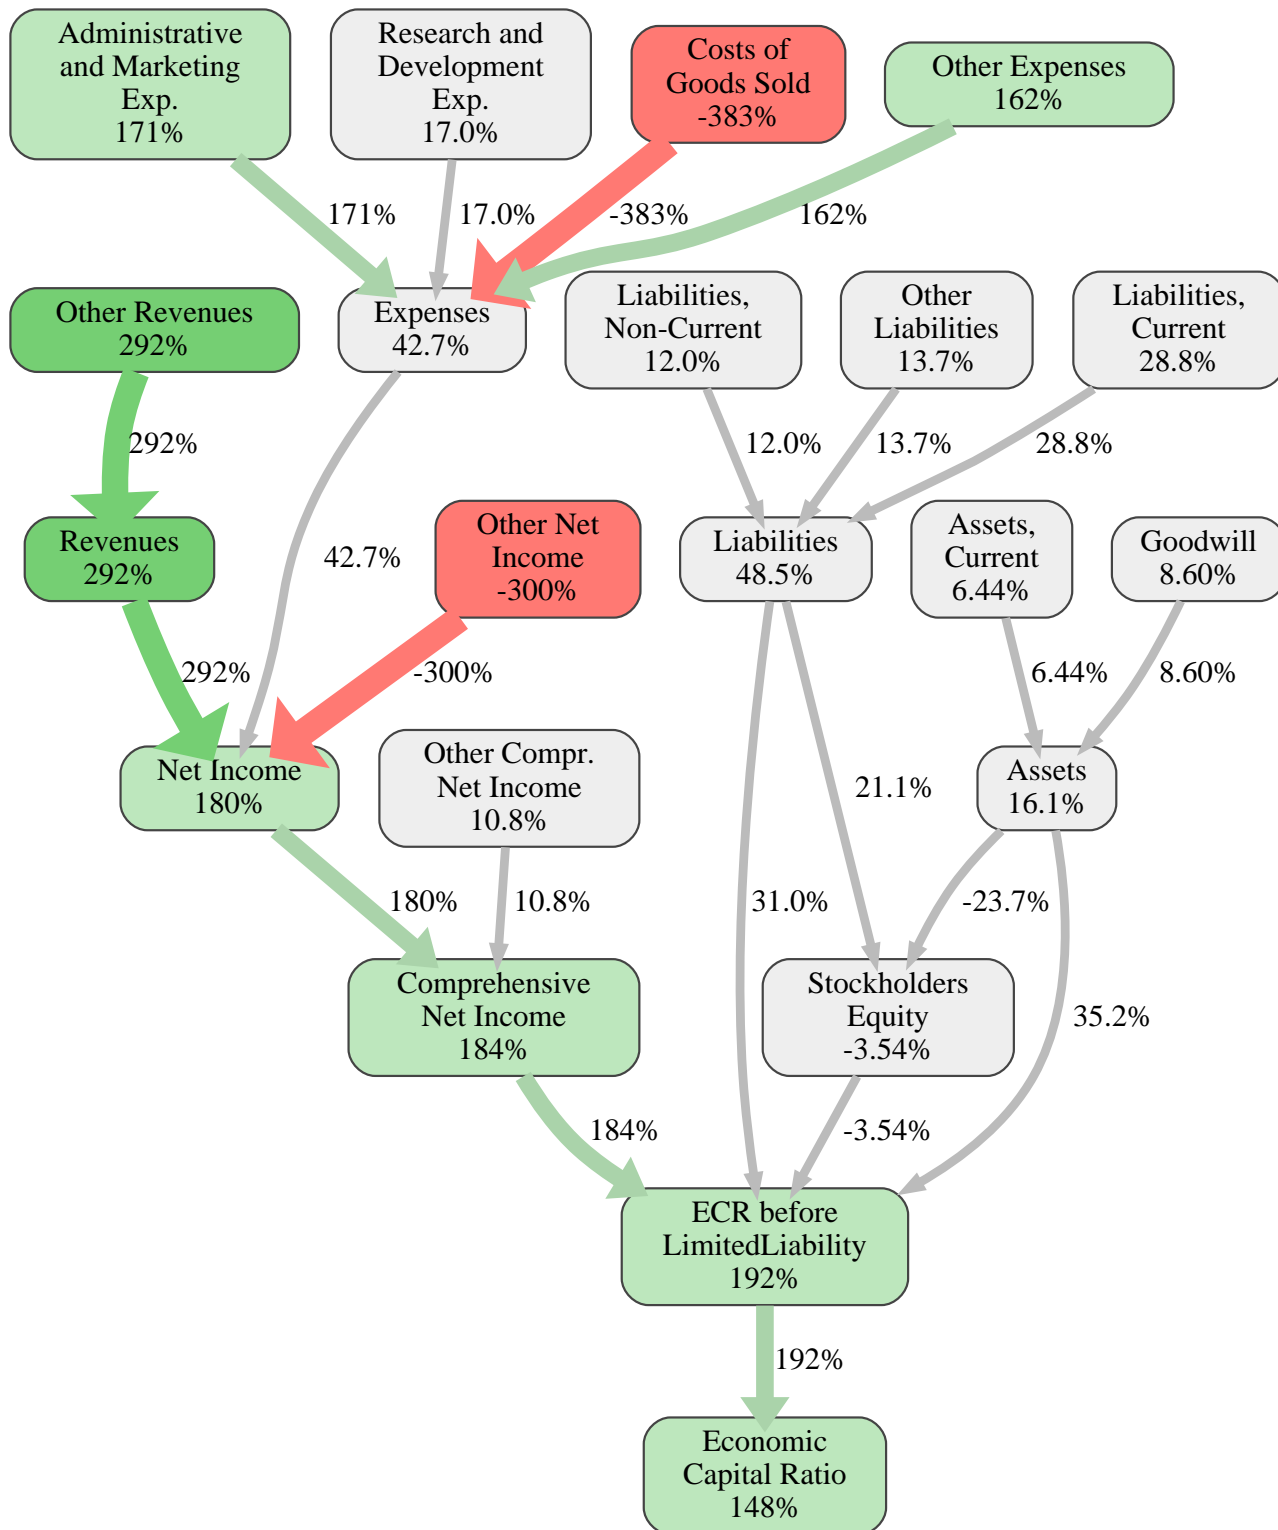 Administrative
and Marketing
Exp.
171%
Research and
Development
Exp.
17.0%
Costs of
Goods Sold
-383%
Other Expenses
162%
171%
17.0%
-383%
162%
Other Revenues
292%
Expenses
42.7%
Liabilities,
Non-Current
12.0%
Other
Liabilities
13.7%
Liabilities,
Current
28.8%
292%
12.0%
13.7%
28.8%
Revenues
292%
42.7%
Other Net
Income
-300%
Liabilities
48.5%
Assets,
Current
6.44%
Goodwill
8.60%
292%
-300%
6.44%
8.60%
Net Income
180%
Other Compr.
Net Income
10.8%
21.1%
Assets
16.1%
180%
10.8%
31.0%
-23.7%
Comprehensive
Net Income
184%
Stockholders
Equity
-3.54%
35.2%
184%
-3.54%
ECR before
LimitedLiability
192%
192%
Economic
Capital Ratio
148%